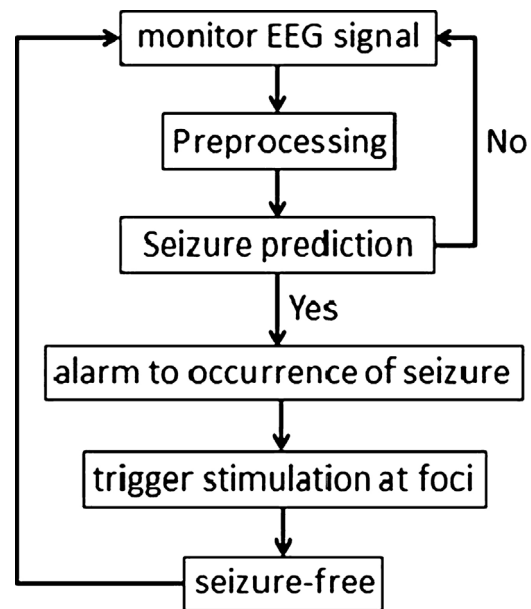 monitor EEG signal
Preprocessing
No
Seizure prediction
Yes
alarm to occurrence of seizure
trigger stimulation at foci
seizure-free